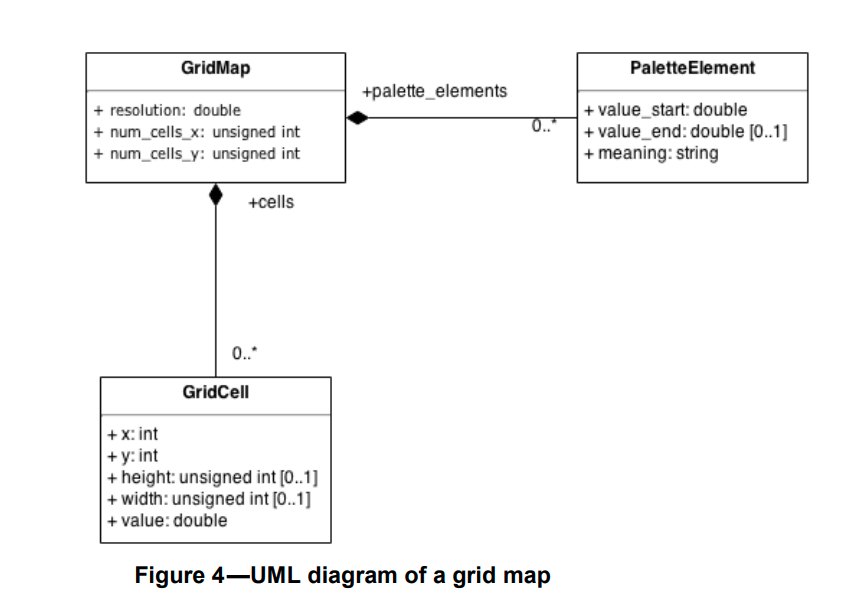 GridMap
+ resolution: double
+ num_cells_x: unsigned int
+ num_cells_y: unsigned int
+palette_elements
0..*
PaletteElement
+ value_start: double
+ value_end: double [0..1]
+ meaning: string
+cells
0..*
GridCell
+ x: int
+ y: int
+ height: unsigned int [0..1]
+ width: unsigned int [0..1]
+ value: double
Figure 4—UML diagram of a grid map